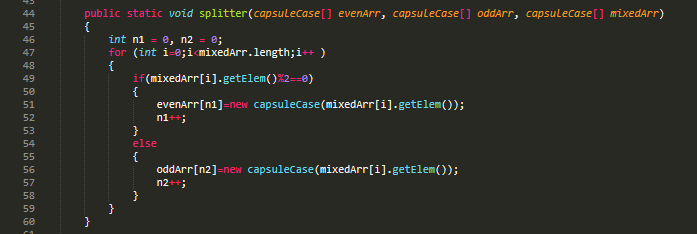 44 public static void splitter(capsuleCase[] evenArr, capsuleCase[] oddArr, capsuleCase[] mixedArr)
45 {
46 int n1 = 0, n2 = 0;
47 for (int i=0;i<mixedArr.length;i++ )
48 {
49 if(mixedArr[i].getElem()%2==0)
50 {
51 evenArr[n1]=new capsuleCase(mixedArr[i].getElem());
52 n1++;
53 }
54 else
55 {
56 oddArr[n2]=new capsuleCase(mixedArr[i].getElem());
57 n2++;
58 }
59 }
60 }